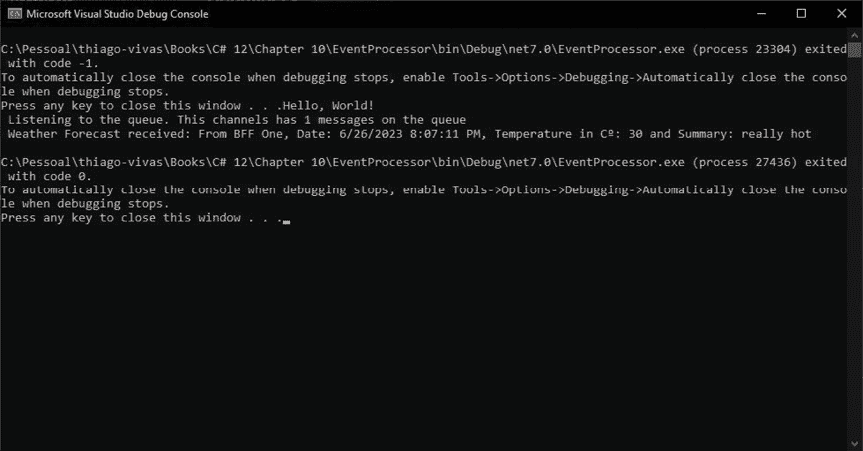 Microsoft Visual Studio Debug Console
C:\Pessoal\thiago-vivas\Books\C# 12\Chapter 10\EventProcessor\bin\Debug\net7.0\EventProcessor.exe (process 23304) exited
with code -1.
To automatically close the console when debugging stops, enable Tools->Options->Debugging->Automatically close the conso
le when debugging stops.
Press any key to close this window . . .Hello, World!
Listening to the queue. This channels has 1 messages on the queue
Weather Forecast received: From BFF One, Date: 6/26/2023 8:07:11 PM, Temperature in Cº: 30 and Summary: really hot
C:\Pessoal\thiago-vivas\Books\C# 12\Chapter 10\EventProcessor\bin\Debug\net7.0\EventProcessor.exe (process 27436) exited
with code 0.
To automatically close the console when debugging stops, enable Tools->Options->Debugging->Automatically close the conso
le when debugging stops.
Press any key to close this window . . .